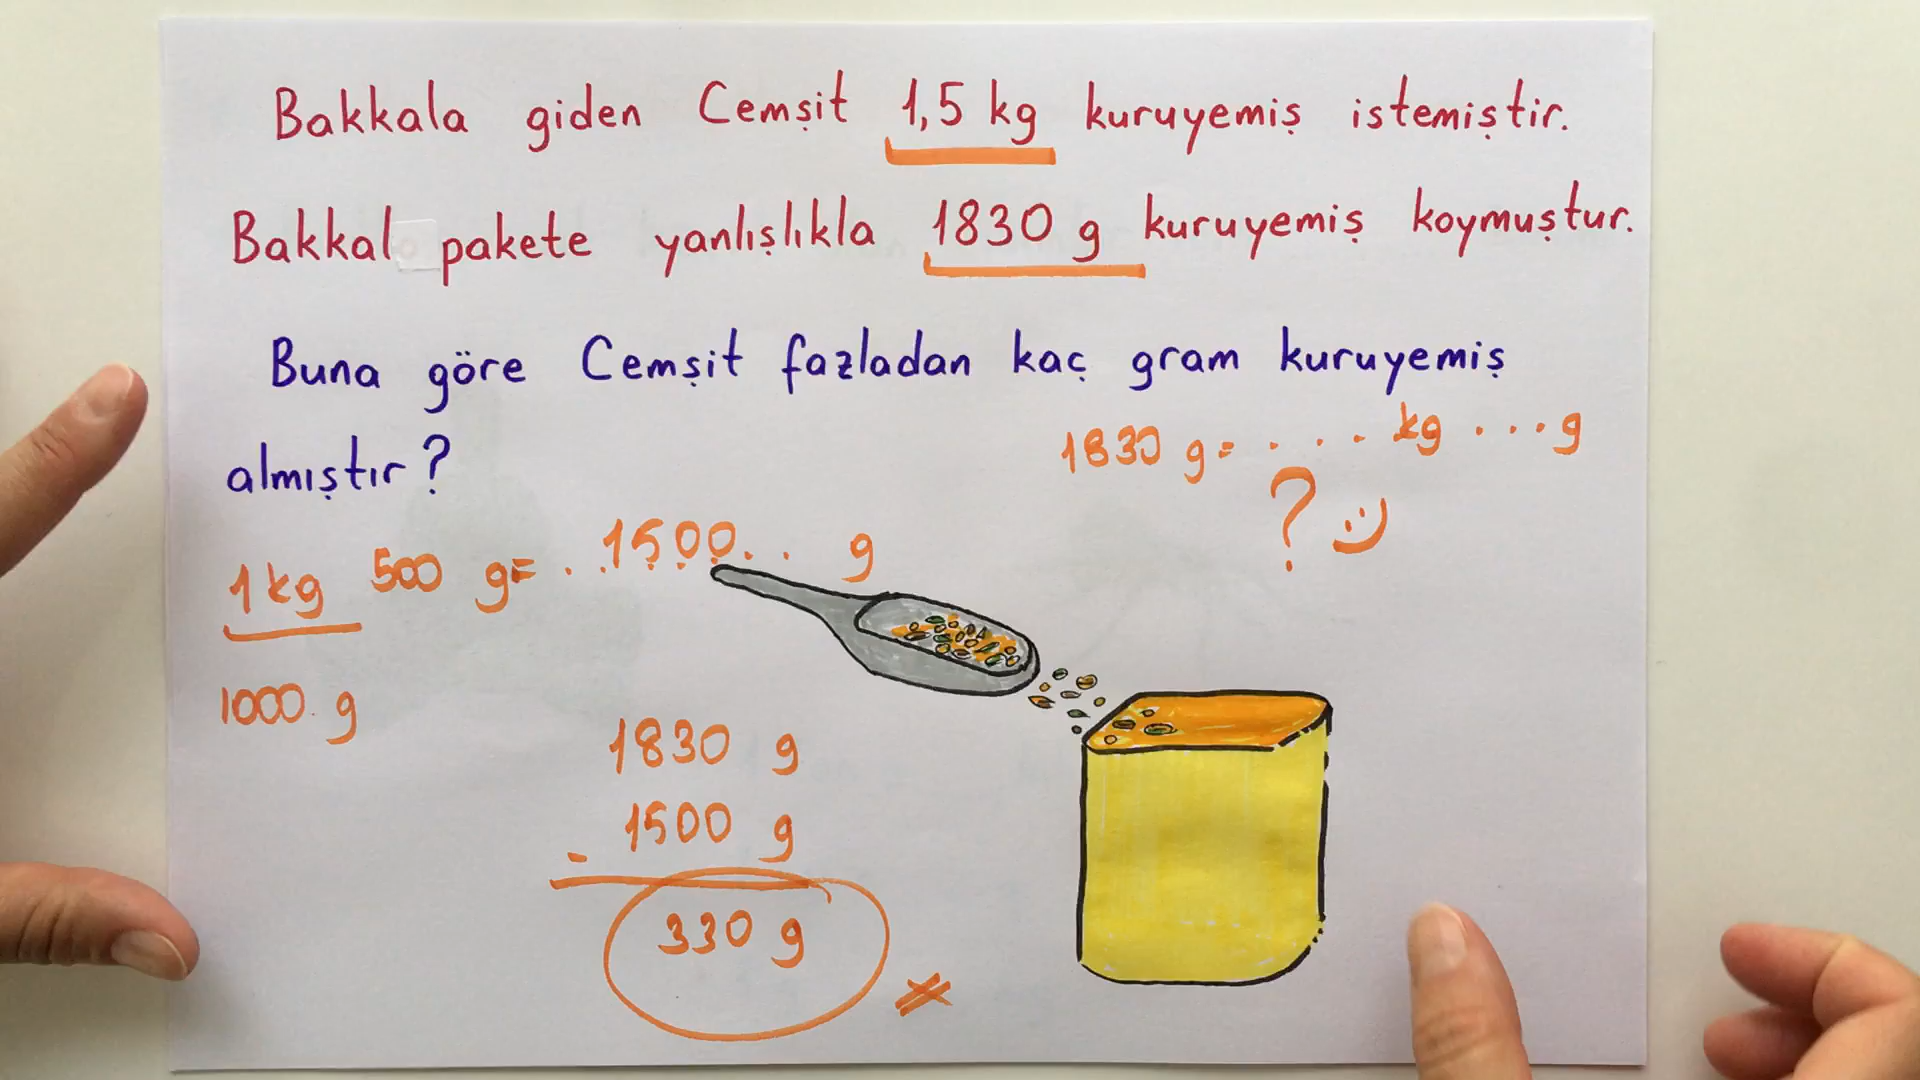 Bakkala giden Cemşit 1,5 kg kuruyemiş istemiştir.
Bakkal pakete yanlışlıkla 1830 g kuruyemiş koymuştur.
Buna göre Cemşit fazladan kaç gram kuruyemiş
almıştır?
1830 g= . . . kg . . . g
? :)
1 kg 500 g= . . 1500 . . g
1000 g
1830 g
- 1500 g
330 g